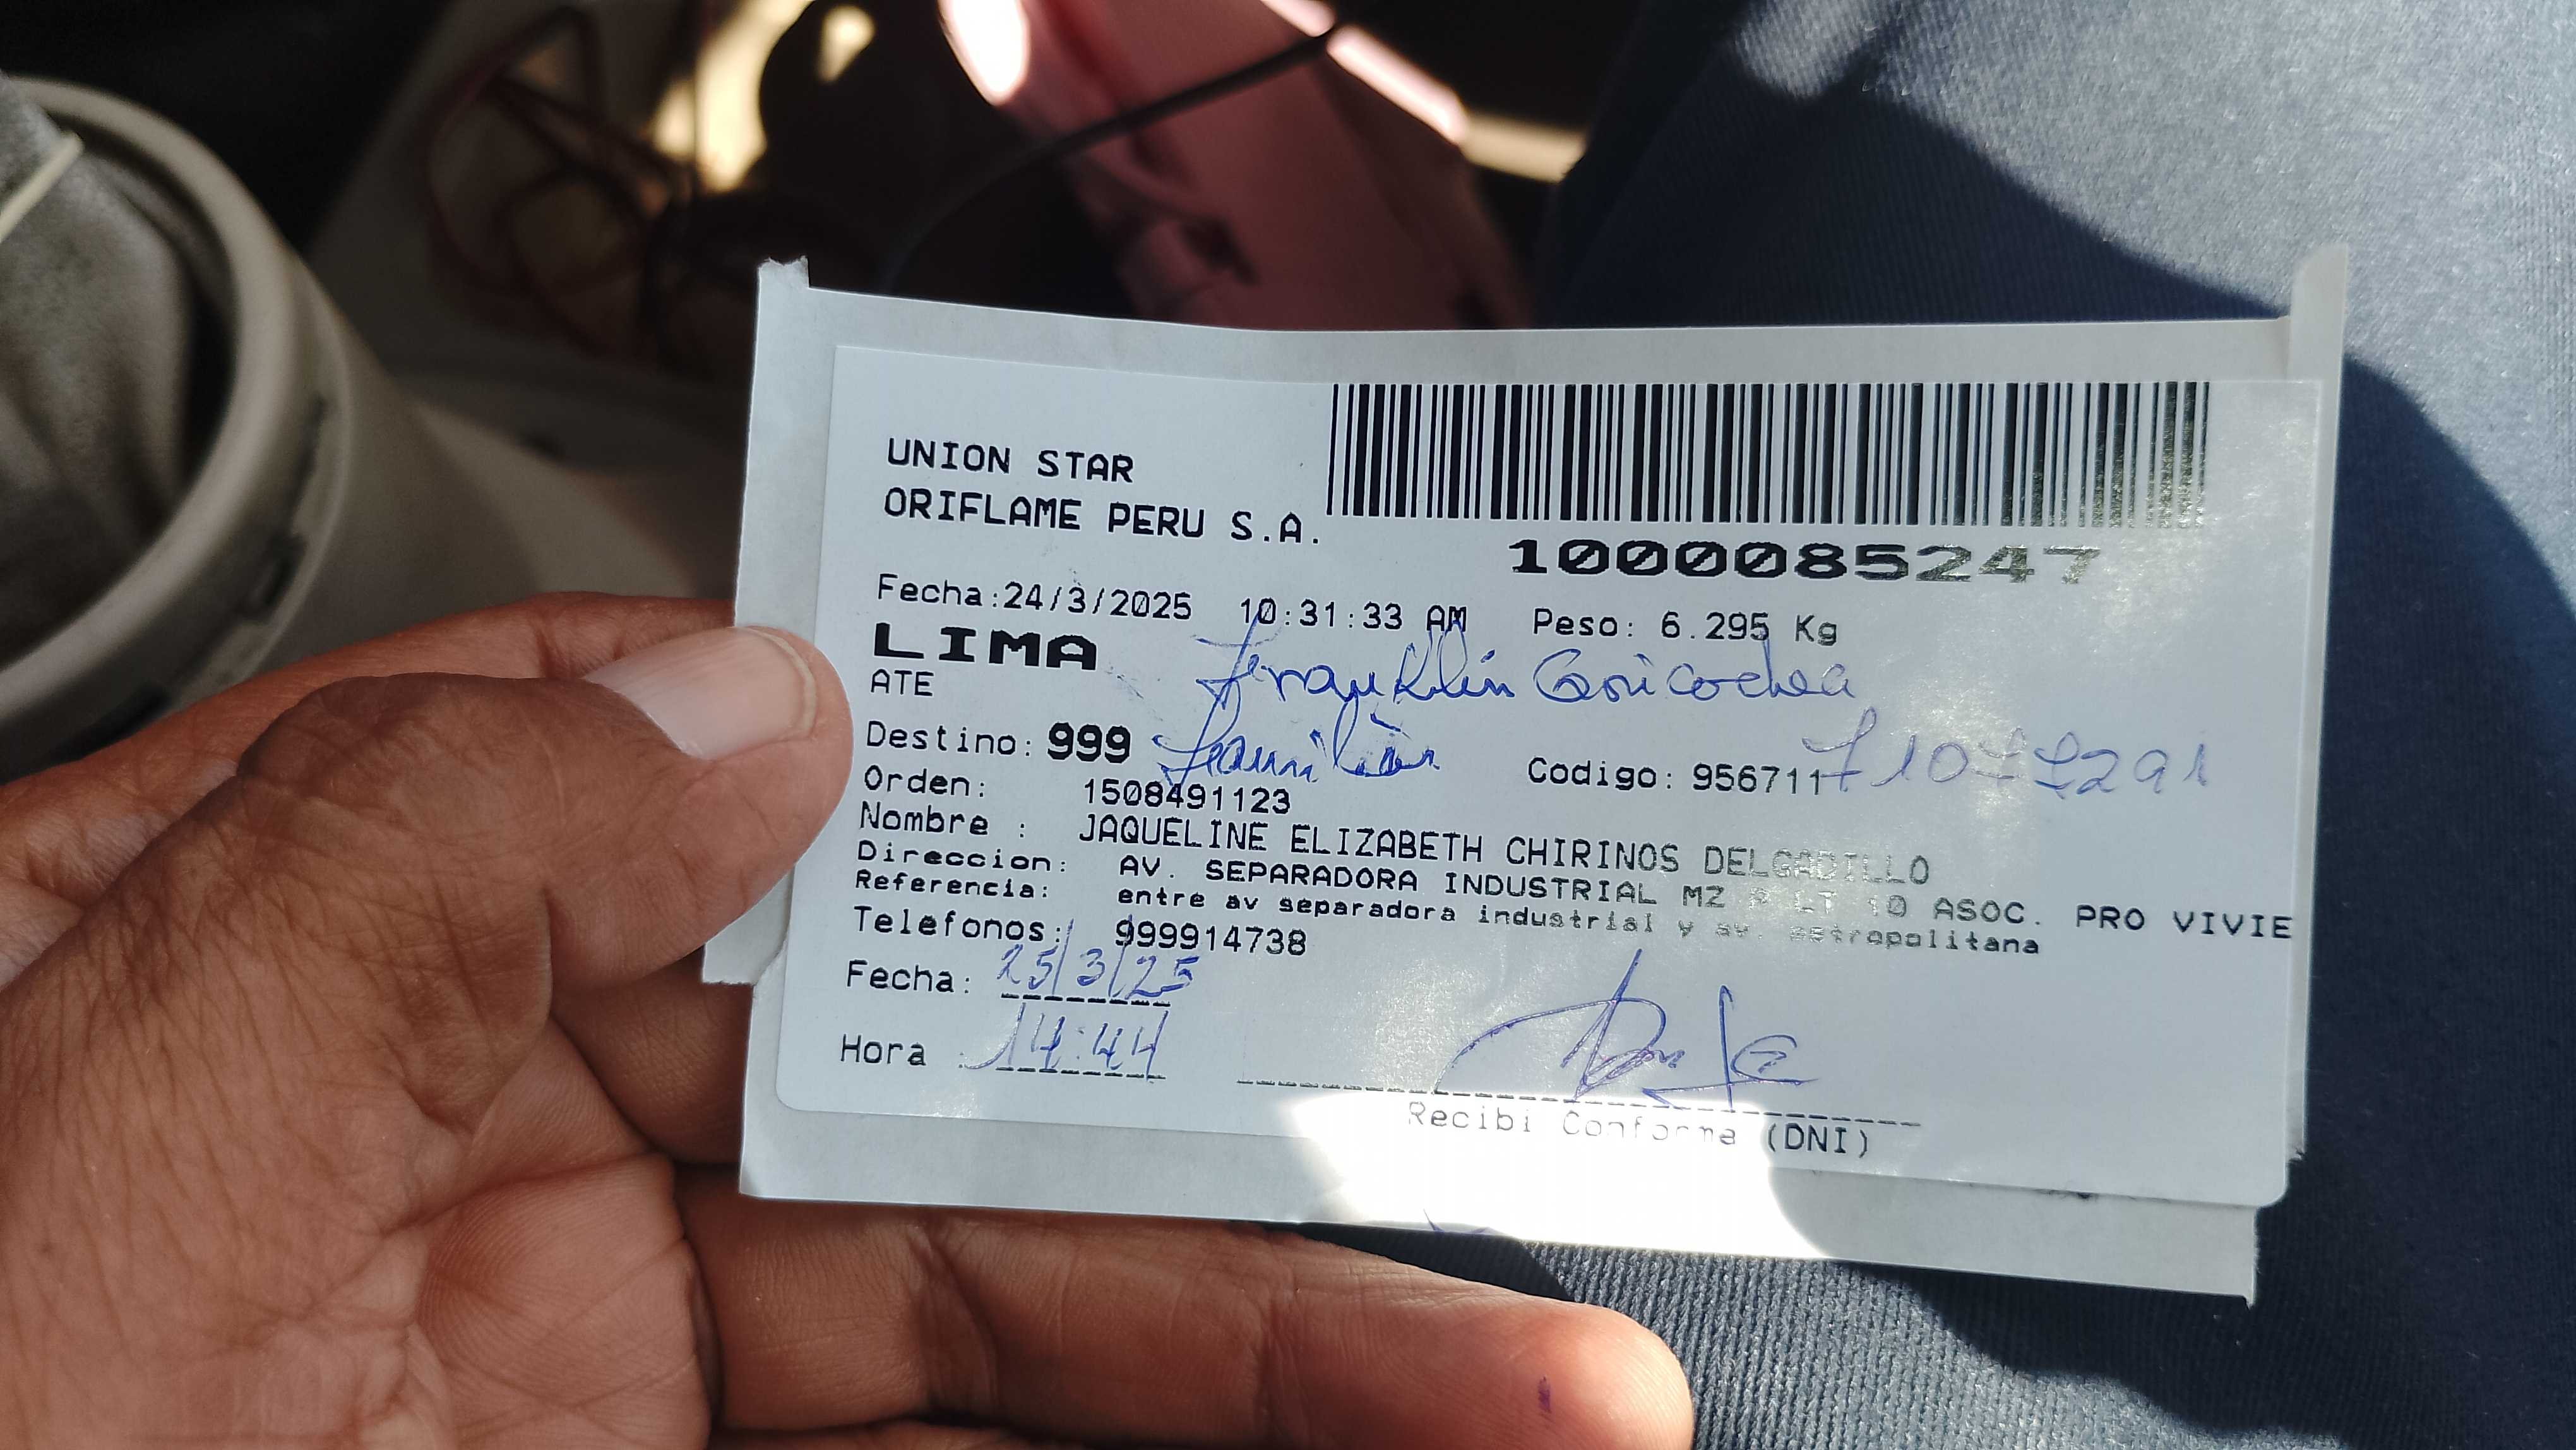 UNION STAR
ORIFLAME PERU S.A.
1000085247
Fecha:24/3/2025 10:31:33 AM Peso: 6.295 Kg
LIMA
Franklin Goicochea
ATE
Destino: 999 familiar Codigo: 956711
Orden: 1508491123
Nombre : JAQUELINE ELIZABETH CHIRINOS DELGADILLO
Direccion: AV. SEPARADORA INDUSTRIAL MZ LT 10 ASOC. PRO VIVIE
Referencia: entre av separadora industrial y av. metropolitana
Telefonos: 999914738
Fecha: 25/3/25
Hora : 14:44
Recibi Conforme (DNI)